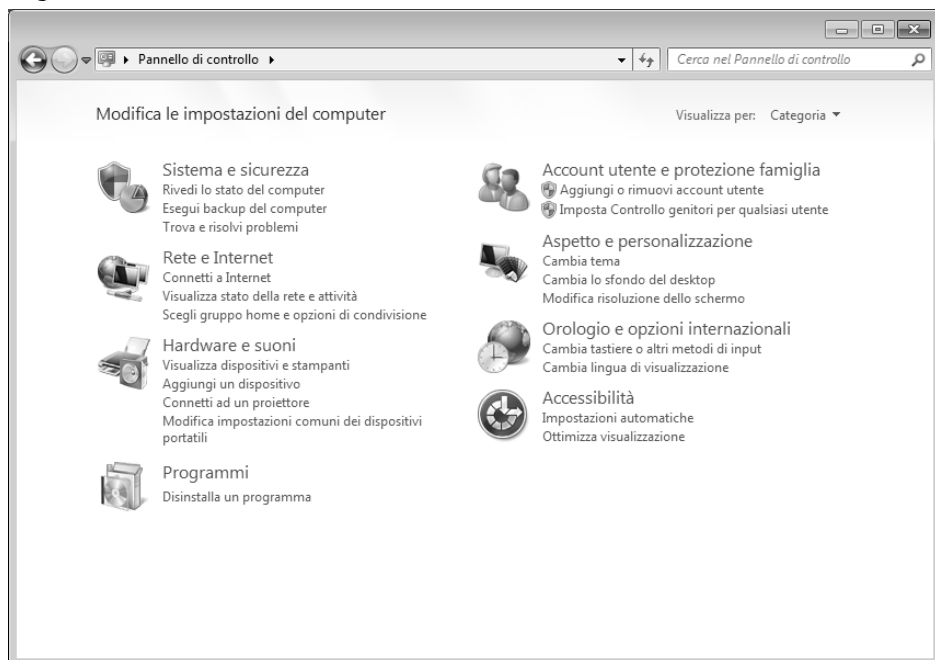 Pannello di controllo
Cerca nel Pannello di controllo
Modifica le impostazioni del computer
Visualizza per: Categoria
Sistema e sicurezza
Rivedi lo stato del computer
Esegui backup del computer
Trova e risolvi problemi
Rete e Internet
Connetti a Internet
Visualizza stato della rete e attività
Scegli gruppo home e opzioni di condivisione
Hardware e suoni
Visualizza dispositivi e stampanti
Aggiungi un dispositivo
Connetti ad un proiettore
Modifica impostazioni comuni dei dispositivi
portatili
Programmi
Disinstalla un programma
Account utente e protezione famiglia
Aggiungi o rimuovi account utente
Imposta Controllo genitori per qualsiasi utente
Aspetto e personalizzazione
Cambia tema
Cambia lo sfondo del desktop
Modifica risoluzione dello schermo
Orologio e opzioni internazionali
Cambia tastiere o altri metodi di input
Cambia lingua di visualizzazione
Accessibilità
Impostazioni automatiche
Ottimizza visualizzazione